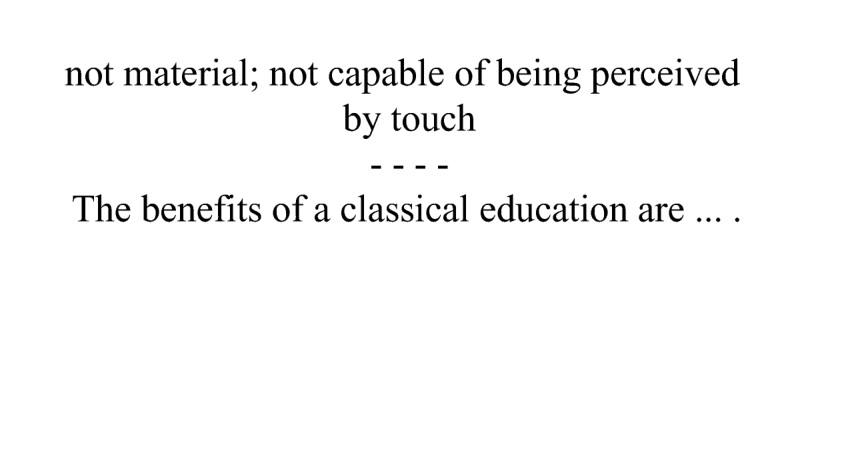 not material; not capable of being perceived
by touch
- - - -
The benefits of a classical education are ... .